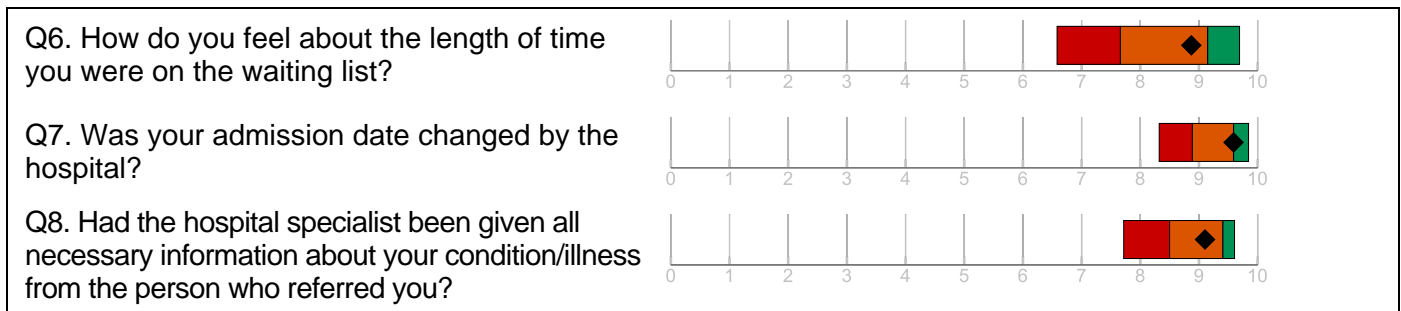 Q6. How do you feel about the length of time
you were on the waiting list?
0 1 2 3 4 5 6 7 8 9 10
Q7. Was your admission date changed by the
hospital?
0 1 2 3 4 5 6 7 8 9 10
Q8. Had the hospital specialist been given all
necessary information about your condition/illness
from the person who referred you?
0 1 2 3 4 5 6 7 8 9 10